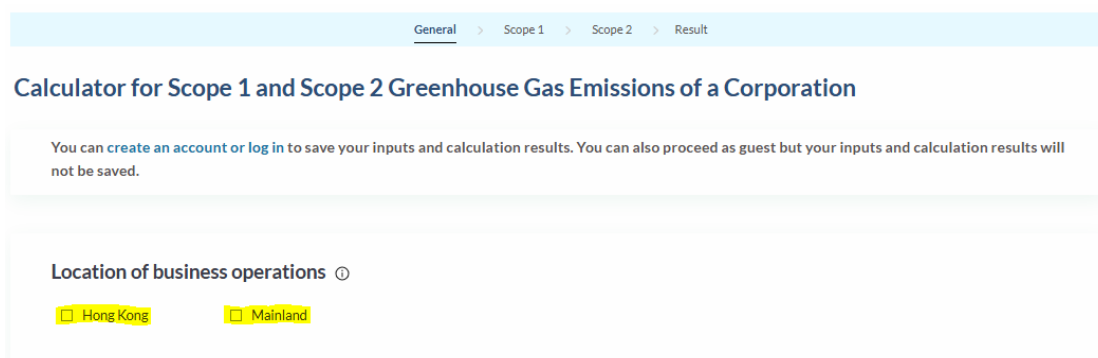 General > Scope 1 > Scope 2 > Result
Calculator for Scope 1 and Scope 2 Greenhouse Gas Emissions of a Corporation
You can create an account or log in to save your inputs and calculation results. You can also proceed as guest but your inputs and calculation results will
not be saved.
Location of business operations
Hong Kong Mainland